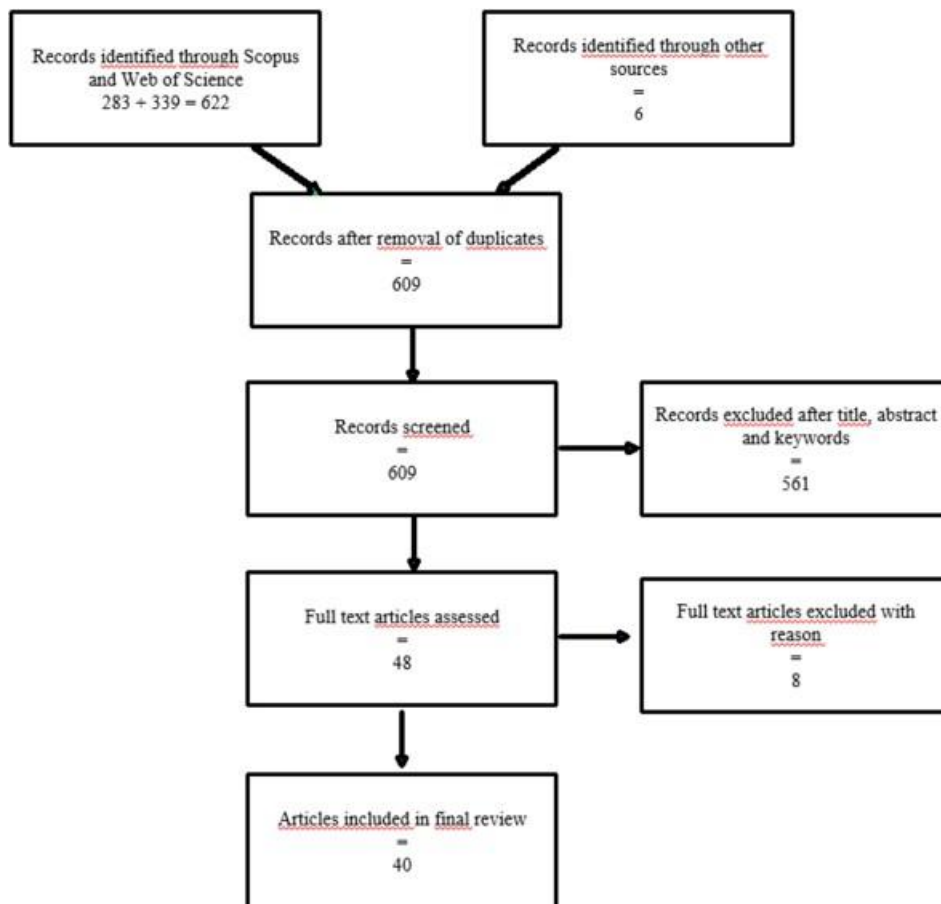 Records identified through Scopus
and Web of Science
283 + 339 = 622
Records identified through other
sources
=
6
Records after removal of duplicates
=
609
Records screened
=
609
Records excluded after title, abstract
and keywords
=
561
Full text articles assessed
=
48
Full text articles excluded with
reason
=
8
Articles included in final review
=
40